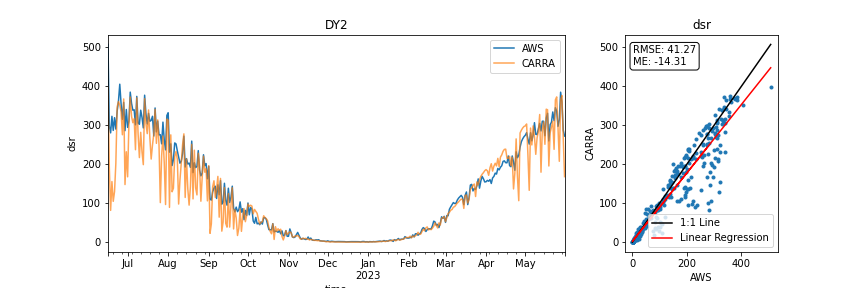 DY2
dsr
500
400
300
200
100
0
dsr
AWS
CARRA
Jul
Aug
Sep
Oct
Nov
Dec
Jan
2023
Feb
Mar
Apr
May
time
dsr
500
400
300
200
100
0
CARRA
RMSE: 41.27
ME: -14.31
1:1 Line
Linear Regression
0
200
400
AWS